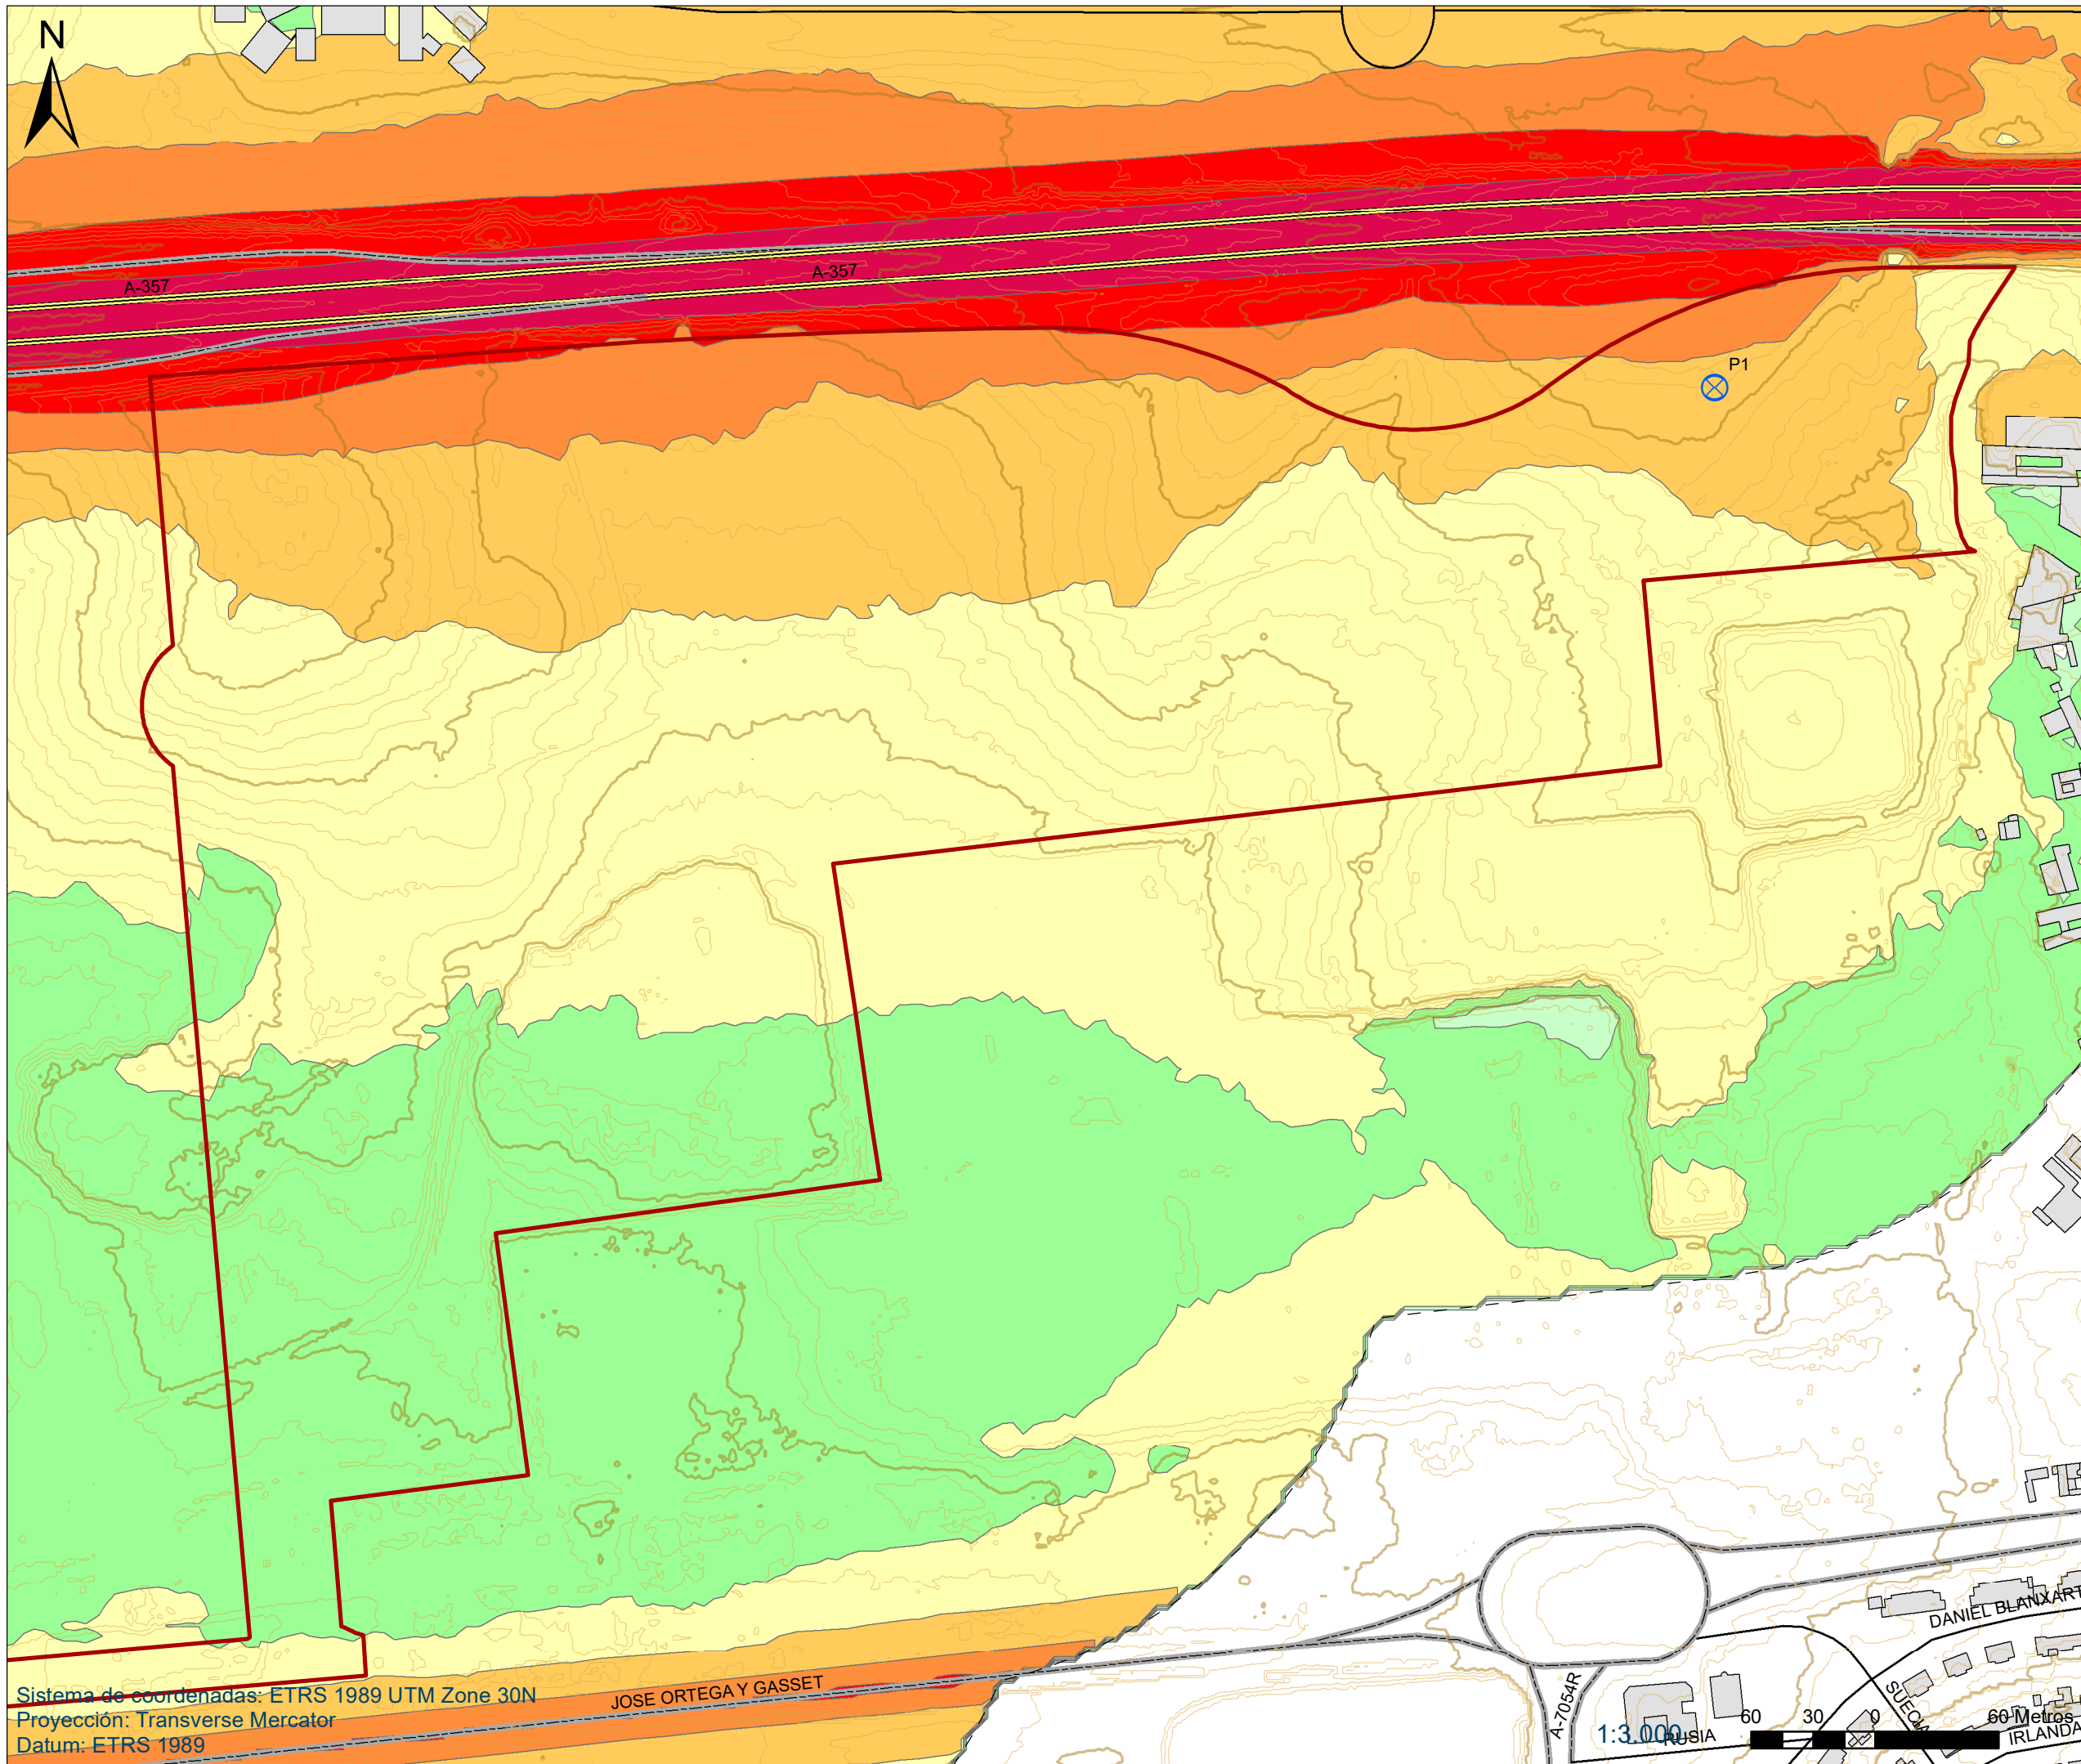 N
A-357
A-357
P1
Sistema de coordenadas: ETRS 1989 UTM Zone 30N
Proyección: Transverse Mercator
Datum: ETRS 1989
JOSE ORTEGA Y GASSET
A-7054R
DANIEL BLANXART
SUECIA
RUSIA
IRLANDA
1:3.000
60 30 0 60 Metros